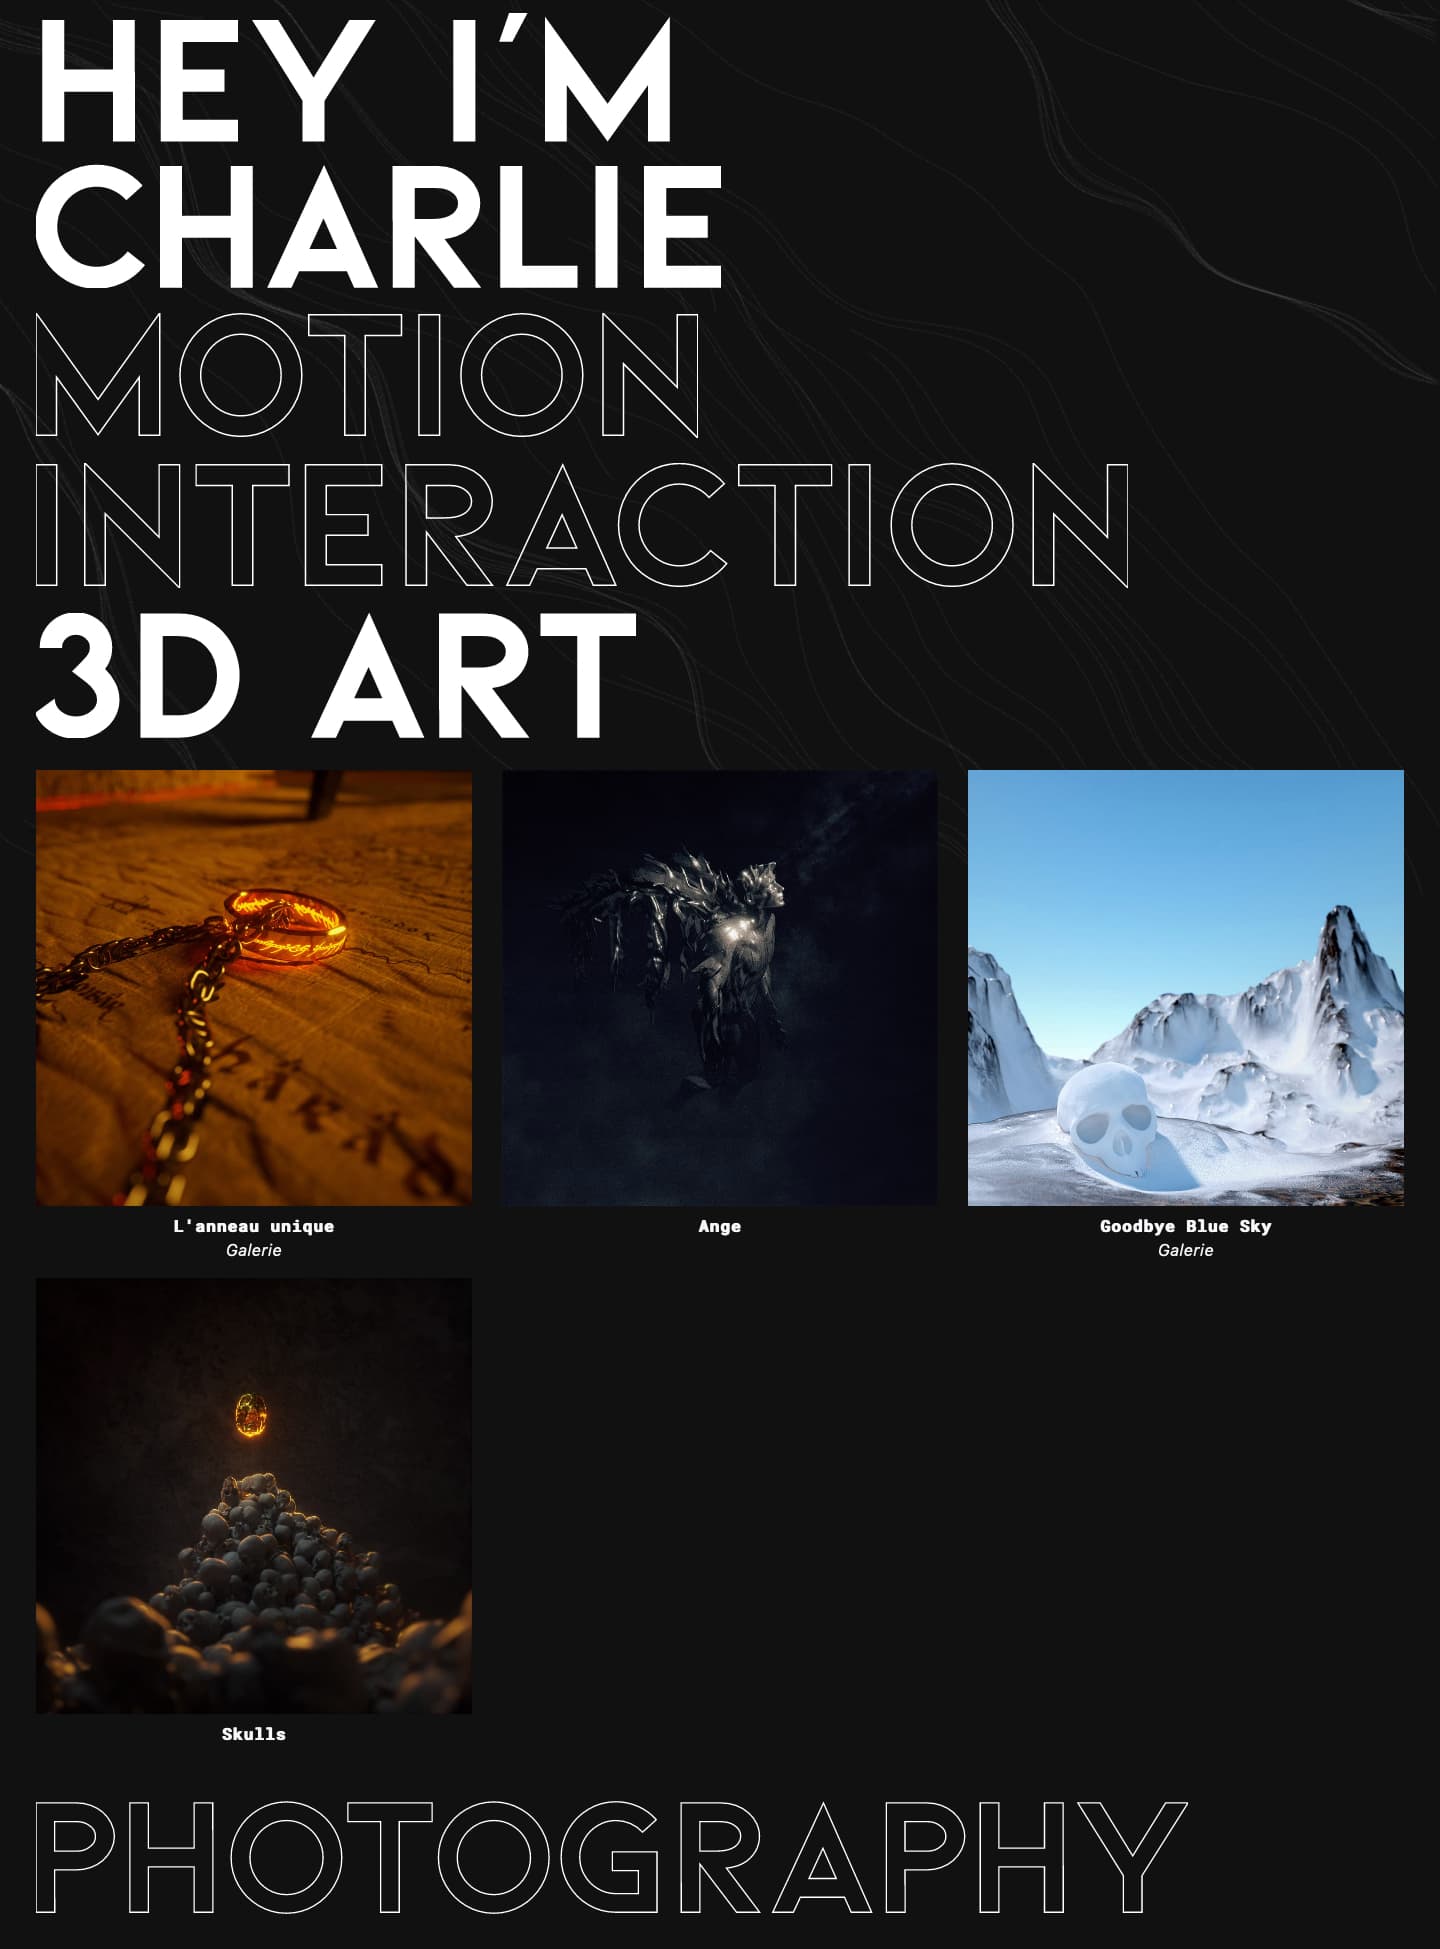 HEY I'M
CHARLIE
MOTION
INTERACTION
3D ART
L'anneau unique
Galerie
Ange
Goodbye Blue Sky
Galerie
Skulls
PHOTOGRAPHY